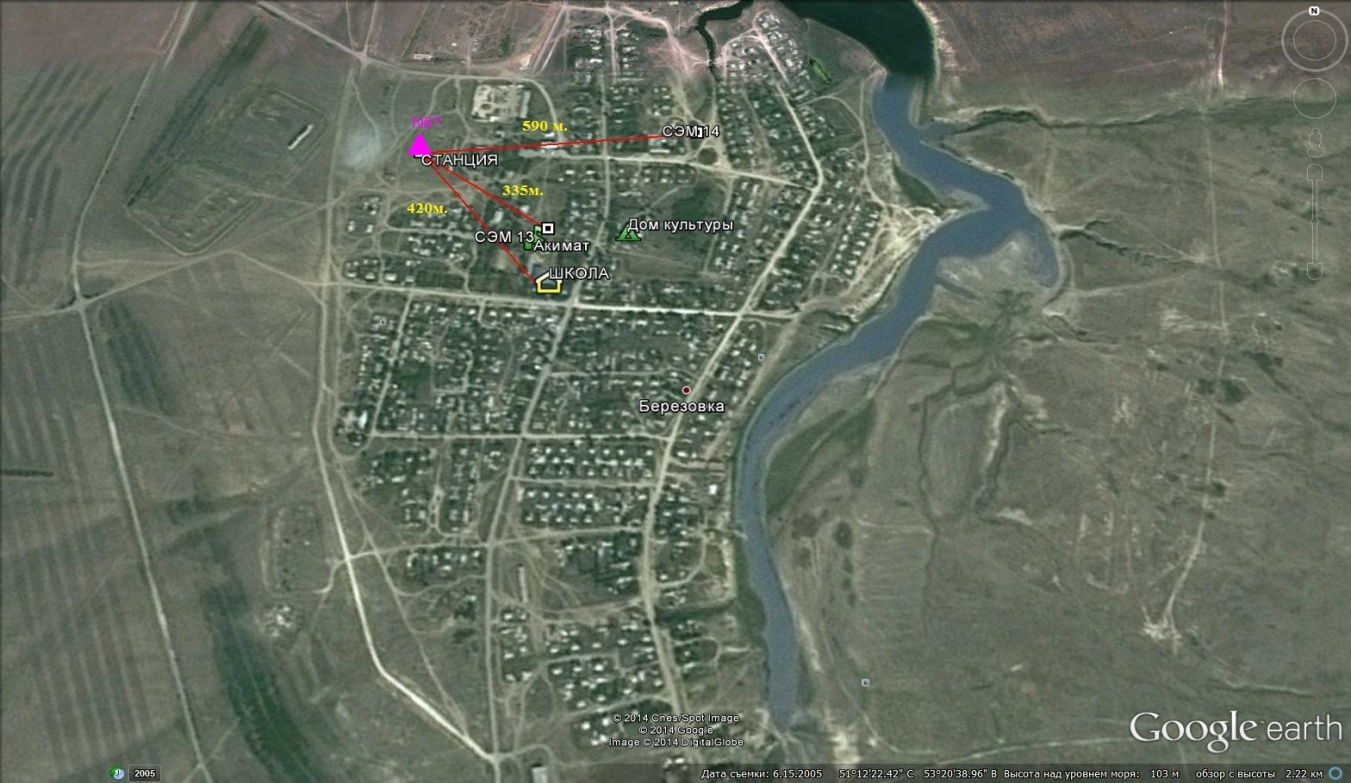 N
590 м.
СЭМ 14
СТАНЦИЯ
335м.
420м.
Дом культуры
СЭМ 13
Акимат
ШКОЛА
Березовка
© 2014 Cnes/Spot Image
© 2014 Google
Image © 2014 DigitalGlobe
Google earth
2005
Дата съемки: 6.15.2005 51°12'22.42" С 53°20'38.96" В Высота над уровнем моря: 103 м обзор с высоты 2.22 км